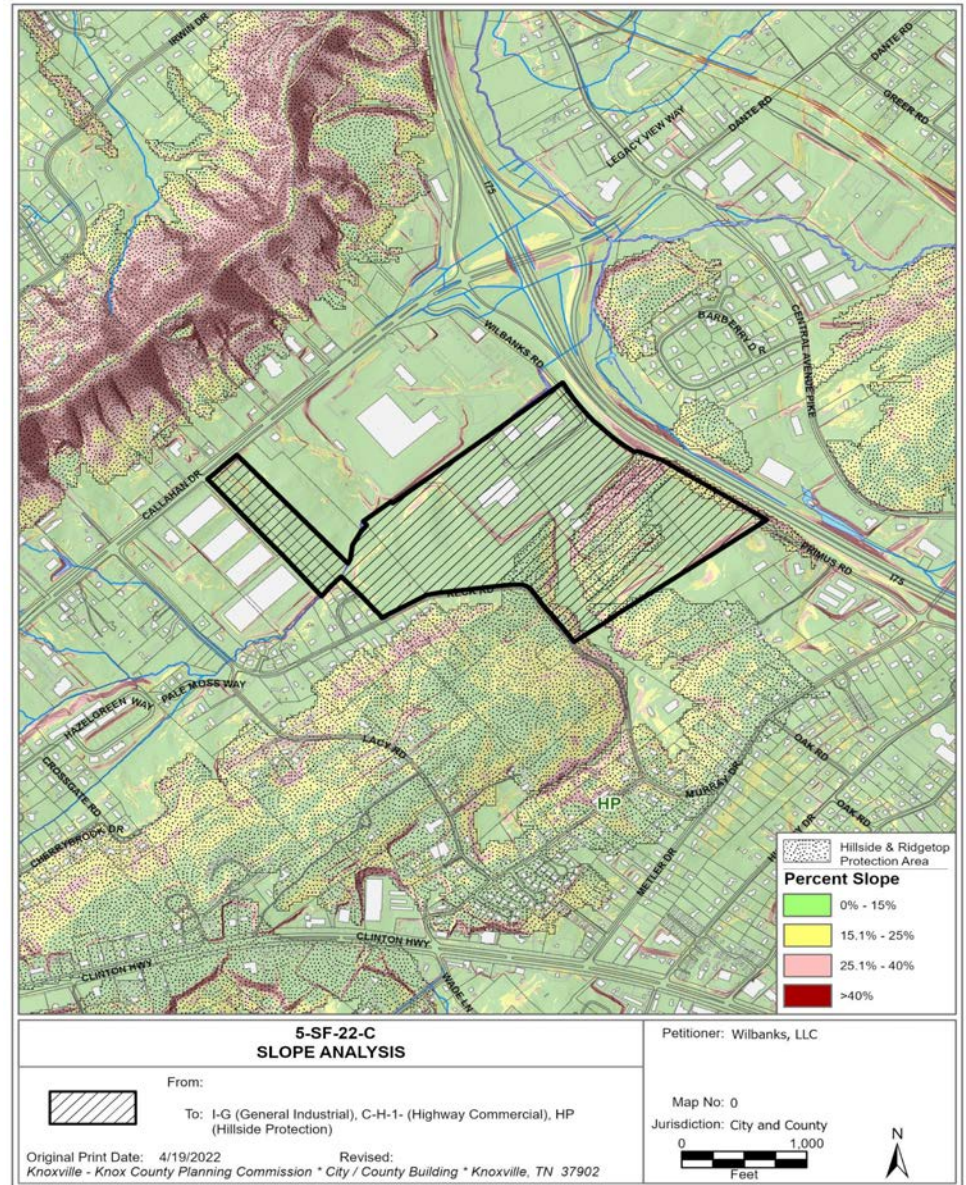 IRWIN DR
DANTE RD
GREER RD
LEGACY VIEW WAY
DANTE RD
I75
WILBANKS RD
BARBERRY DR
CENTRAL AVENUE PIKE
CALLAHAN DR
KECK RD
PRIMUS RD
I75
PALE MOSS WAY
HAZELGREEN WAY
LACY RD
OAK RD
MURRAY DR
CROSSGATE RD
HP
OAK RD
CHERRYBROOK DR
METLER DR
CLINTON HWY
CLINTON HWY
WADE LN
Hillside & Ridgetop
Protection Area
Percent Slope
0% - 15%
15.1% - 25%
25.1% - 40%
>40%
5-SF-22-C
SLOPE ANALYSIS
From:
To: I-G (General Industrial), C-H-1- (Highway Commercial), HP
(Hillside Protection)
Original Print Date: 4/19/2022 Revised:
Knoxville - Knox County Planning Commission * City / County Building * Knoxville, TN 37902
Petitioner: Wilbanks, LLC
Map No: 0
Jurisdiction: City and County
0 1,000
Feet
N